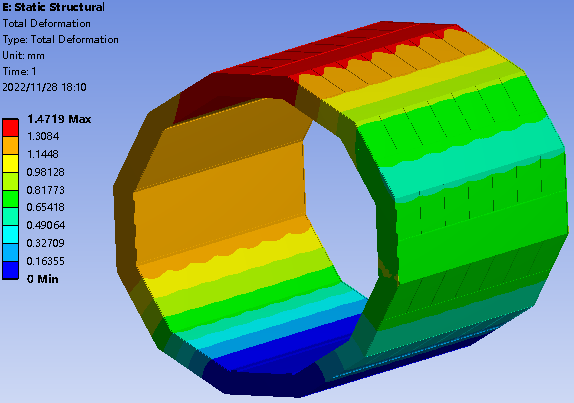 E: Static Structural
Total Deformation
Type: Total Deformation
Unit: mm
Time: 1
2022/11/28 18:10
1.4719 Max
1.3084
1.1448
0.98128
0.81773
0.65418
0.49064
0.32709
0.16355
0 Min